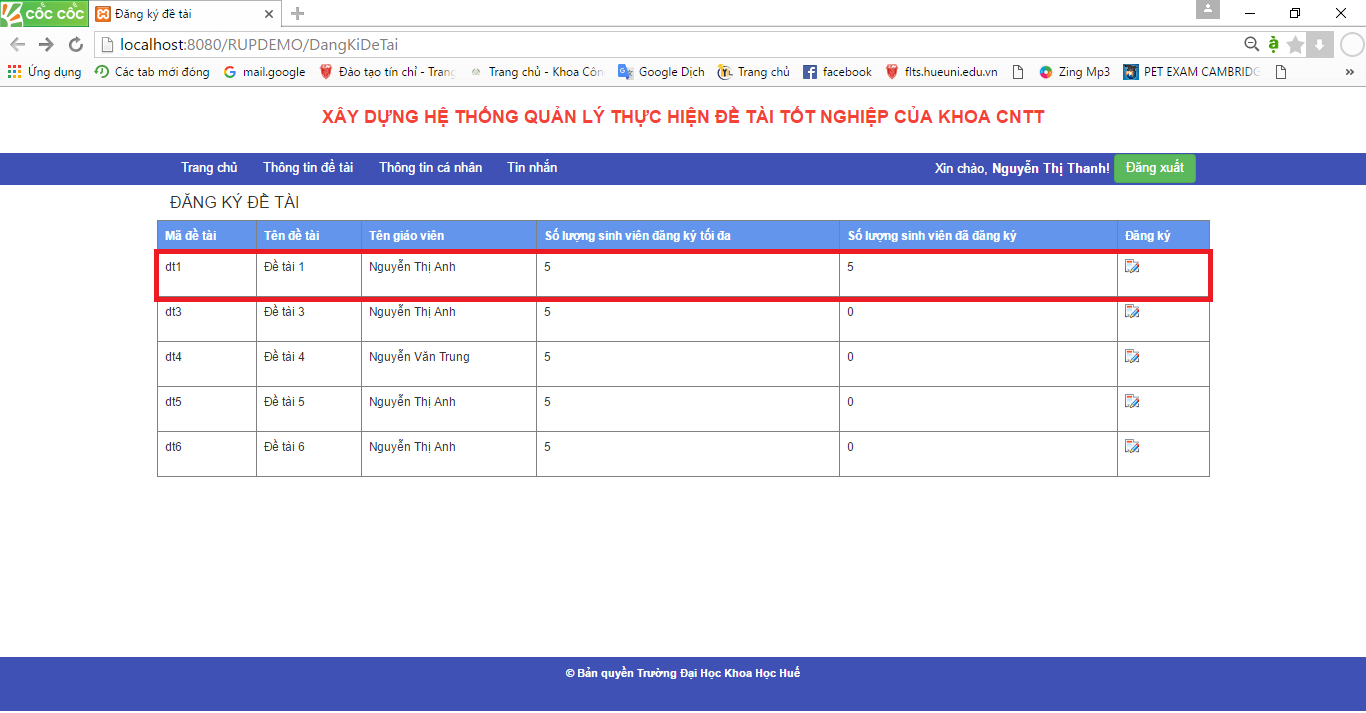 cốc cốc Đăng ký đề tài
localhost:8080/RUPDEMO/DangKiDeTai
Ứng dụng Các tab mới đóng mail.google Đào tạo tín chỉ - Trang Trang chủ - Khoa Côn Google Dịch Trang chủ facebook flts.hueuni.edu.vn Zing Mp3 PET EXAM CAMBRIDG »
XÂY DỰNG HỆ THỐNG QUẢN LÝ THỰC HIỆN ĐỀ TÀI TỐT NGHIỆP CỦA KHOA CNTT
Trang chủ Thông tin đề tài Thông tin cá nhân Tin nhắn Xin chào, Nguyễn Thị Thanh! Đăng xuất
ĐĂNG KÝ ĐỀ TÀI
Mã đề tài Tên đề tài Tên giáo viên Số lượng sinh viên đăng ký tối đa Số lượng sinh viên đã đăng ký Đăng ký
dt1 Đề tài 1 Nguyễn Thị Anh 5 5
dt3 Đề tài 3 Nguyễn Thị Anh 5 0
dt4 Đề tài 4 Nguyễn Văn Trung 5 0
dt5 Đề tài 5 Nguyễn Thị Anh 5 0
dt6 Đề tài 6 Nguyễn Thị Anh 5 0
© Bản quyền Trường Đại Học Khoa Học Huế